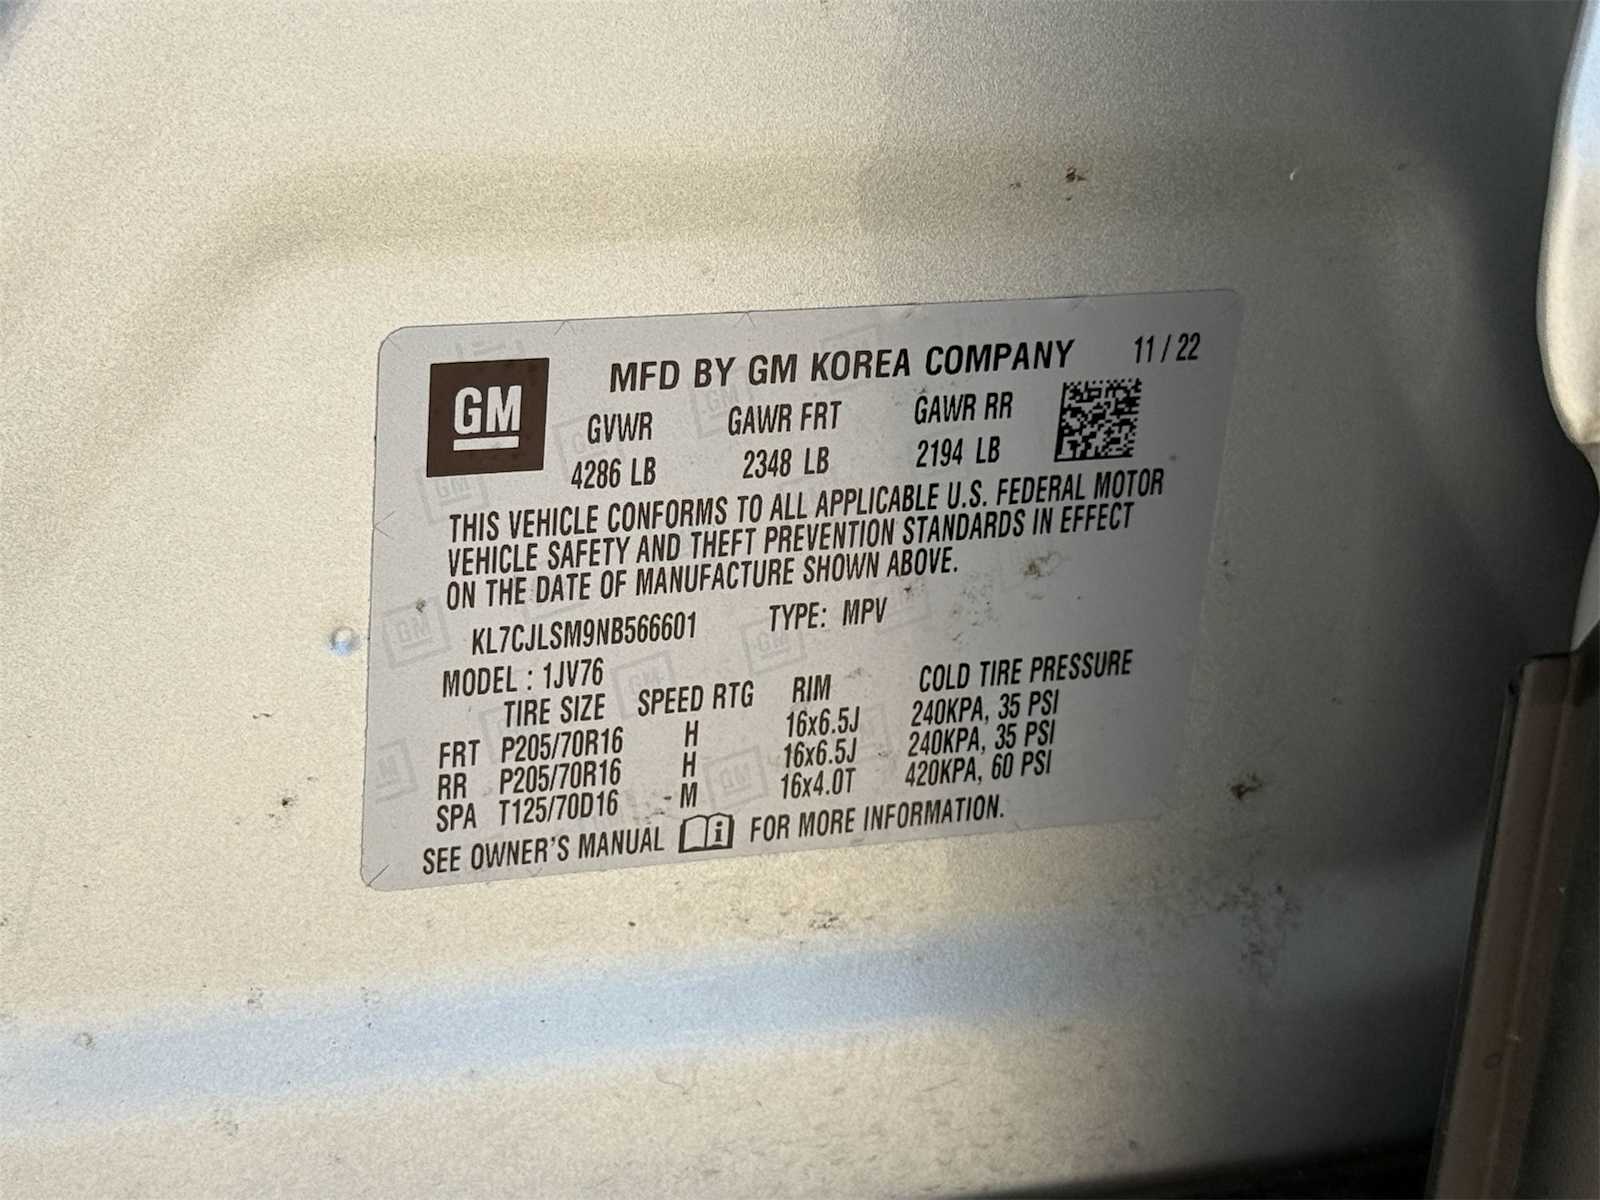 GM
MFD BY GM KOREA COMPANY 11 / 22
GVWR GAWR FRT GAWR RR
4286 LB 2348 LB 2194 LB
THIS VEHICLE CONFORMS TO ALL APPLICABLE U.S. FEDERAL MOTOR
VEHICLE SAFETY AND THEFT PREVENTION STANDARDS IN EFFECT
ON THE DATE OF MANUFACTURE SHOWN ABOVE.
KL7CJLSM9NB566601 TYPE: MPV
MODEL : 1JV76
TIRE SIZE SPEED RTG RIM COLD TIRE PRESSURE
FRT P205/70R16 H 16x6.5J 240KPA, 35 PSI
RR P205/70R16 H 16x6.5J 240KPA, 35 PSI
SPA T125/70D16 M 16x4.0T 420KPA, 60 PSI
SEE OWNER'S MANUAL i FOR MORE INFORMATION.